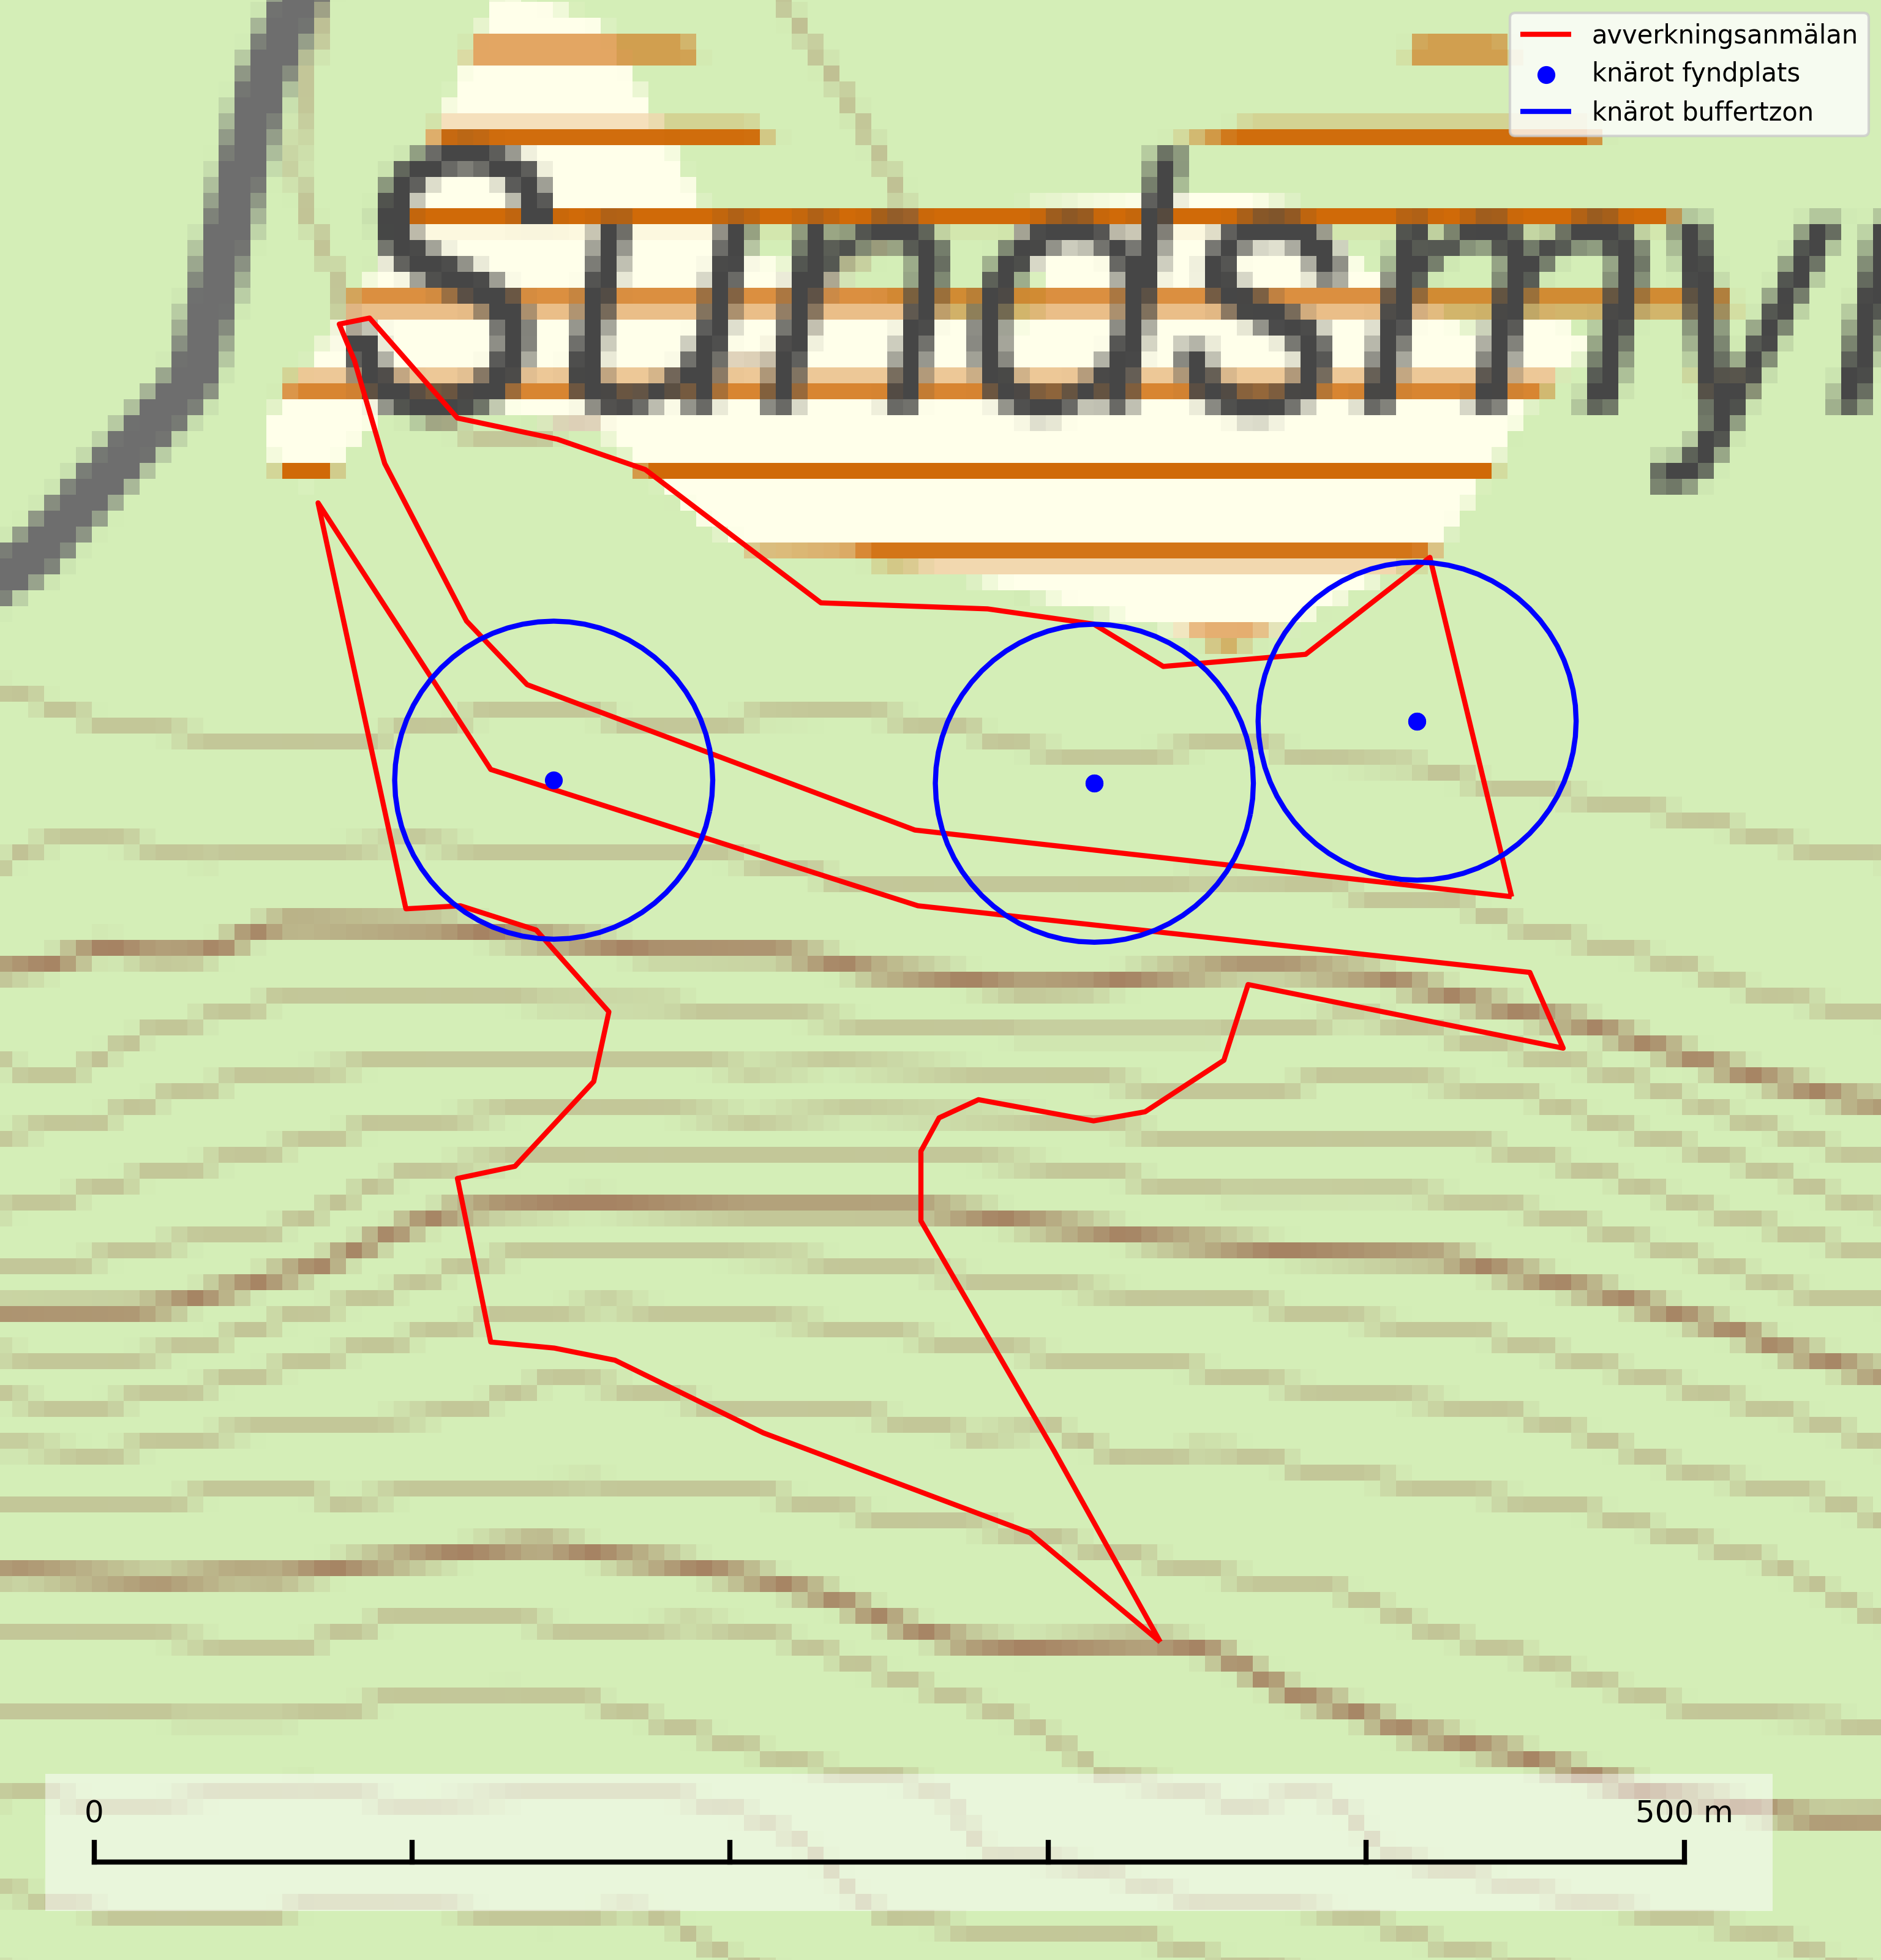 avverkningsanmälan
knärot fyndplats
knärot buffertzon
0
500 m